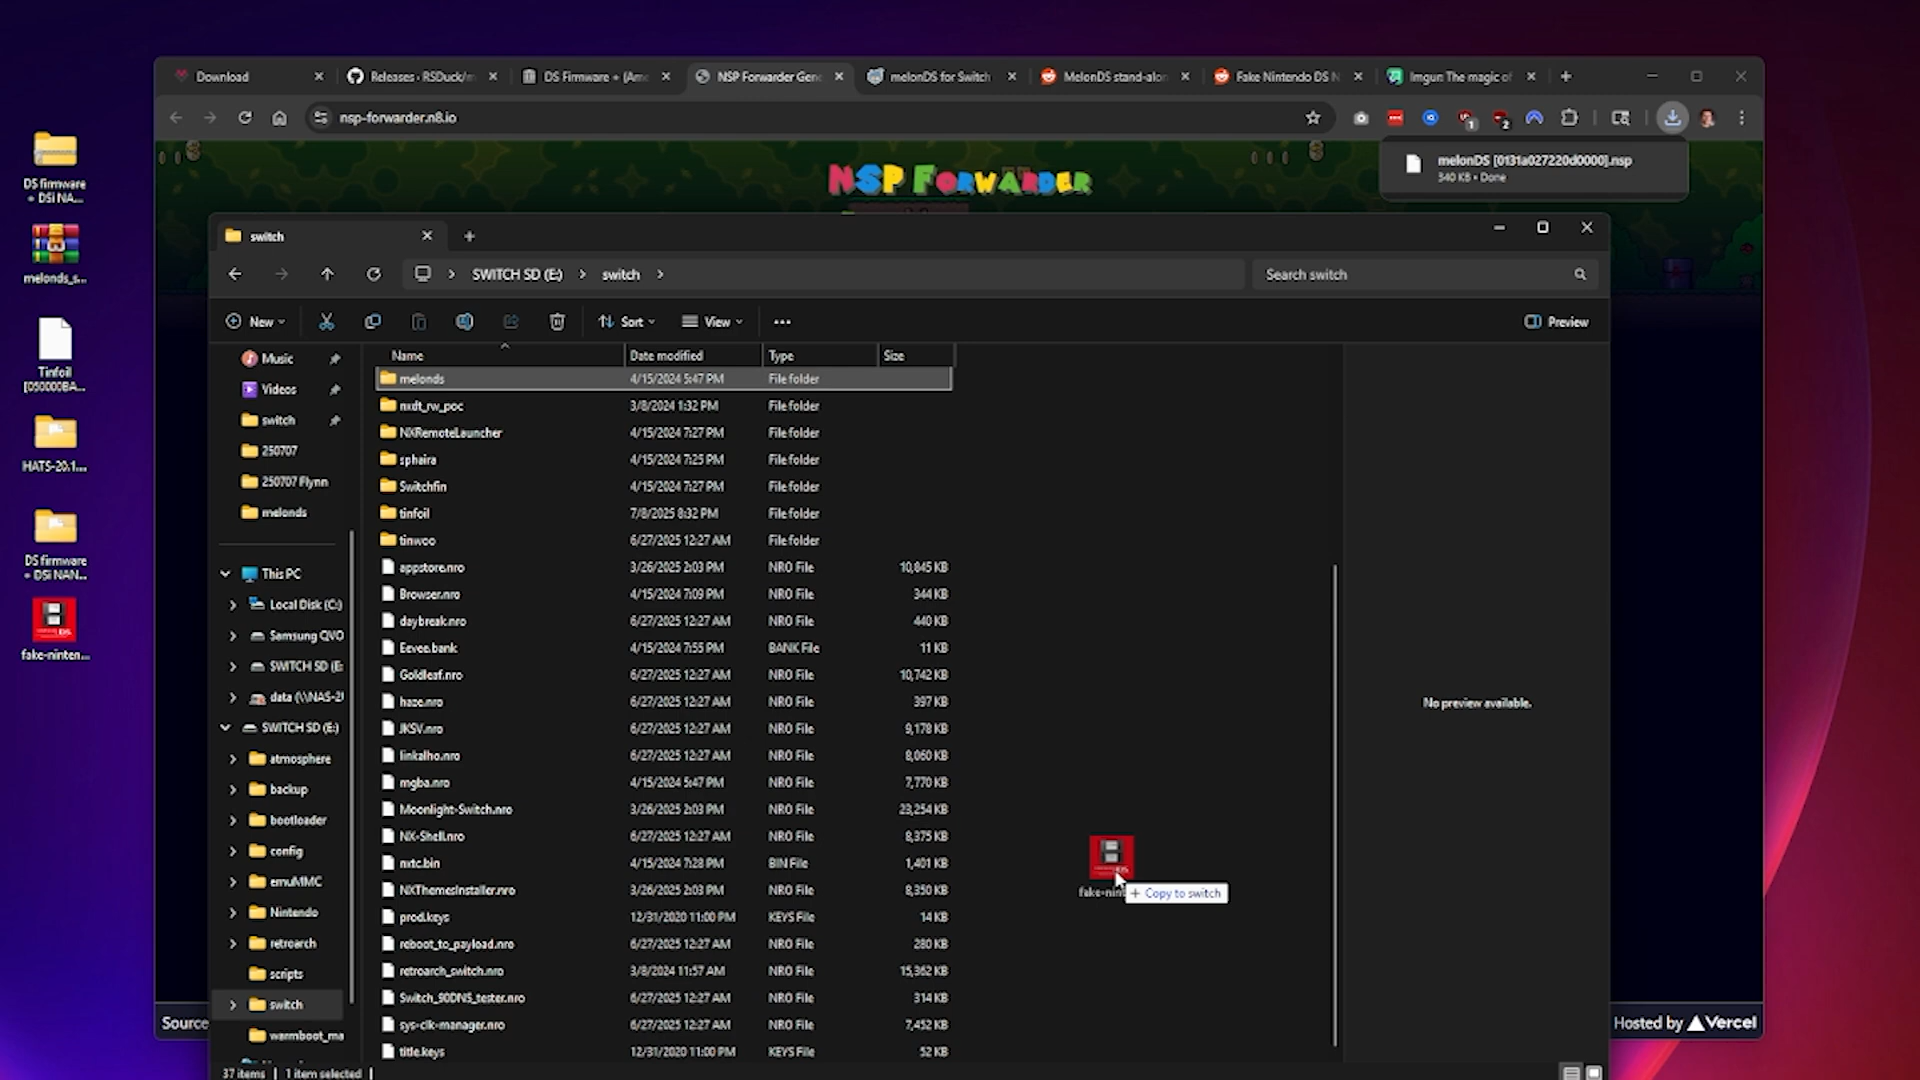 Download
Releases · RSDuck/m
DS Firmware + (Am
NSP Forwarder Gen
melonDS for Switch
MelonDS stand-alon
Fake Nintendo DS N
Imgur: The magic of
nsp-forwarder.n8.io
NSP Forwarder
melonDS [0131a027220d0000].nsp
340 KB • Done
DS firmware
+ DSi NA...
melonds_s...
Tinfoil
[050000BA...
HATS-20.1...
DS firmware
+ DSi NAN...
fake-ninten...
switch
SWITCH SD (E:)
switch
Search switch
New
Sort
View
Preview
Music
Videos
switch
250707
250707 Flynn
melonds
This PC
Local Disk (C:)
Samsung QVO
SWITCH SD (E:
data (\\NAS-2
SWITCH SD (E:)
atmosphere
backup
bootloader
config
emuMMC
Nintendo
retroarch
scripts
switch
warmboot_ma
Name Date modified Type Size
melonds 4/15/2024 5:47 PM File folder
nxdt_rw_poc 3/8/2024 1:32 PM File folder
NXRemoteLauncher 4/15/2024 7:27 PM File folder
sphaira 4/15/2024 7:25 PM File folder
Switchfin 4/15/2024 7:27 PM File folder
tinfoil 7/8/2025 8:32 PM File folder
tinwoo 6/27/2025 12:27 AM File folder
appstore.nro 3/26/2025 2:03 PM NRO File 10,845 KB
Browser.nro 4/15/2024 7:09 PM NRO File 344 KB
daybreak.nro 6/27/2025 12:27 AM NRO File 440 KB
Eevee.bank 4/15/2024 7:55 PM BANK File 11 KB
Goldleaf.nro 6/27/2025 12:27 AM NRO File 10,742 KB
haze.nro 6/27/2025 12:27 AM NRO File 397 KB
JKSV.nro 6/27/2025 12:27 AM NRO File 9,178 KB
linkalho.nro 6/27/2025 12:27 AM NRO File 8,060 KB
mgba.nro 4/15/2024 5:47 PM NRO File 7,770 KB
Moonlight-Switch.nro 3/26/2025 2:03 PM NRO File 23,254 KB
NX-Shell.nro 6/27/2025 12:27 AM NRO File 8,375 KB
nxtc.bin 4/15/2024 7:28 PM BIN File 1,401 KB
NXThemesInstaller.nro 3/26/2025 2:03 PM NRO File 8,350 KB
prod.keys 12/31/2020 11:00 PM KEYS File 14 KB
reboot_to_payload.nro 6/27/2025 12:27 AM NRO File 280 KB
retroarch_switch.nro 3/8/2024 11:57 AM NRO File 15,362 KB
Switch_90DNS_tester.nro 6/27/2025 12:27 AM NRO File 314 KB
sys-clk-manager.nro 6/27/2025 12:27 AM NRO File 7,452 KB
title.keys 12/31/2020 11:00 PM KEYS File 52 KB
fake-nint
+ Copy to switch
No preview available.
37 items 1 item selected
Source
Hosted by Vercel